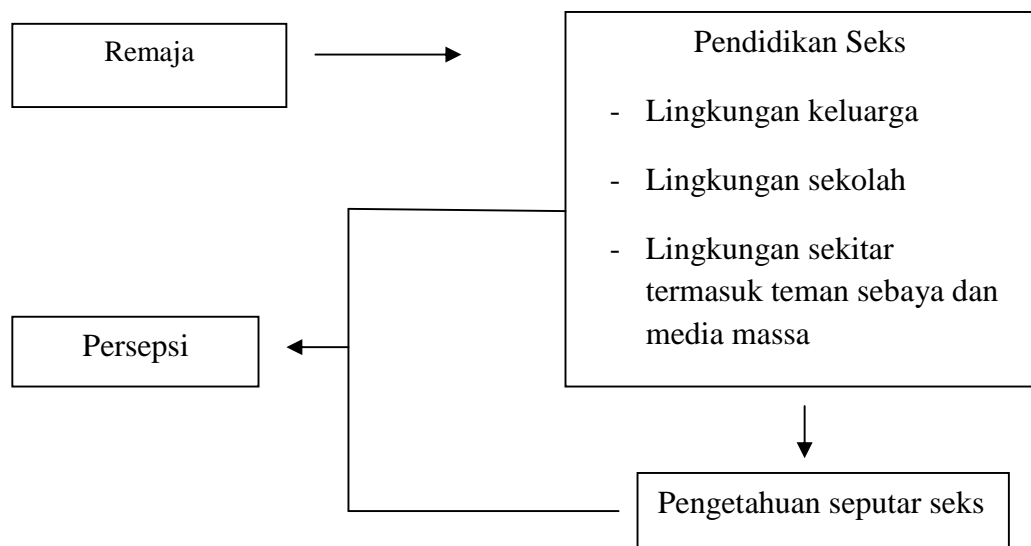 Remaja
Pendidikan Seks
- Lingkungan keluarga
- Lingkungan sekolah
- Lingkungan sekitar
termasuk teman sebaya dan
media massa
Persepsi
Pengetahuan seputar seks